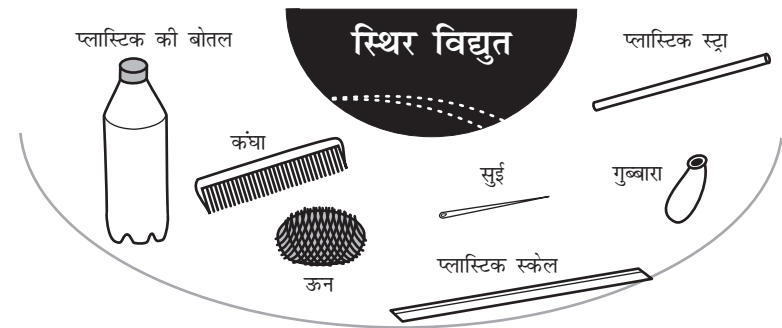 स्थिर विद्युत
प्लास्टिक की बोतल
प्लास्टिक स्ट्रा
कंघा
सुई
गुब्बारा
ऊन
प्लास्टिक स्केल